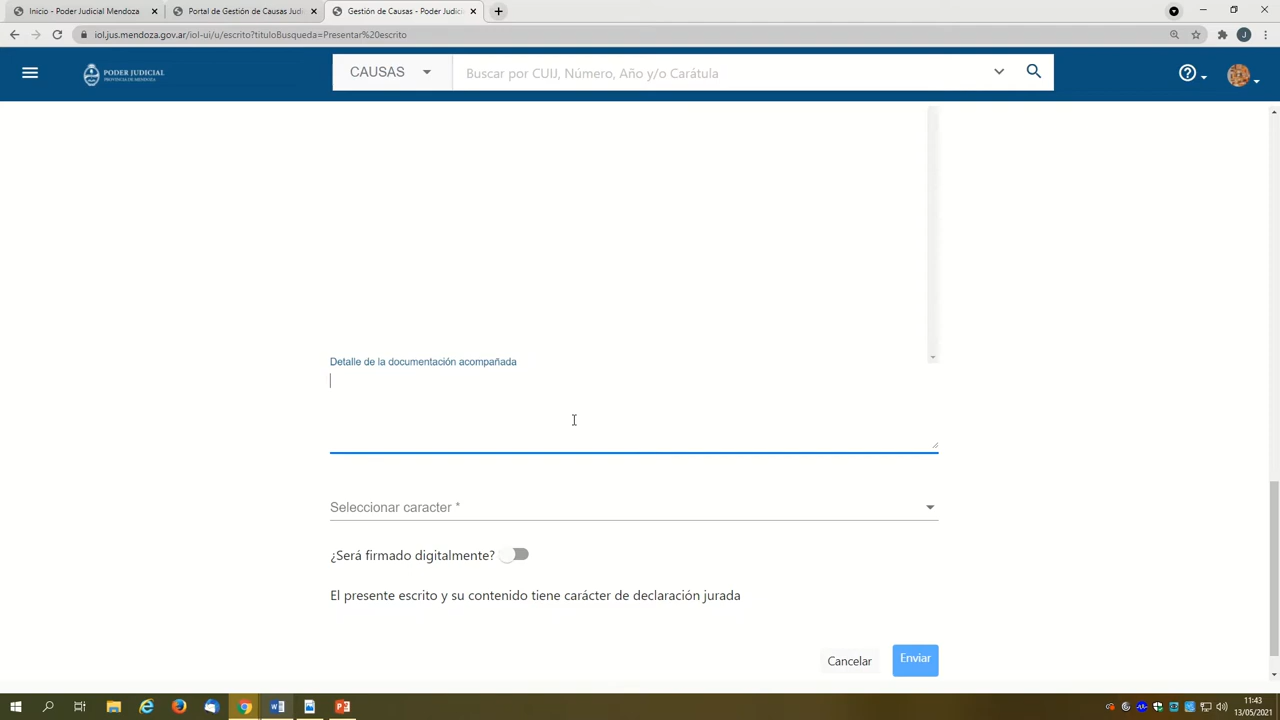 Inicio - Poder Judicial Mendoza
Portal de Gestión de Causas Judi
Gestión de Causas - Poder Judici
iol.jus.mendoza.gov.ar/iol-ui/u/escrito?tituloBusqueda=Presentar%20escrito
J
PODER JUDICIAL
PROVINCIA DE MENDOZA
CAUSAS
Buscar por CUIJ, Número, Año y/o Carátula
Detalle de la documentación acompañada
Seleccionar caracter *
¿Será firmado digitalmente?
El presente escrito y su contenido tiene carácter de declaración jurada
Cancelar
Enviar
11:43
13/05/2021